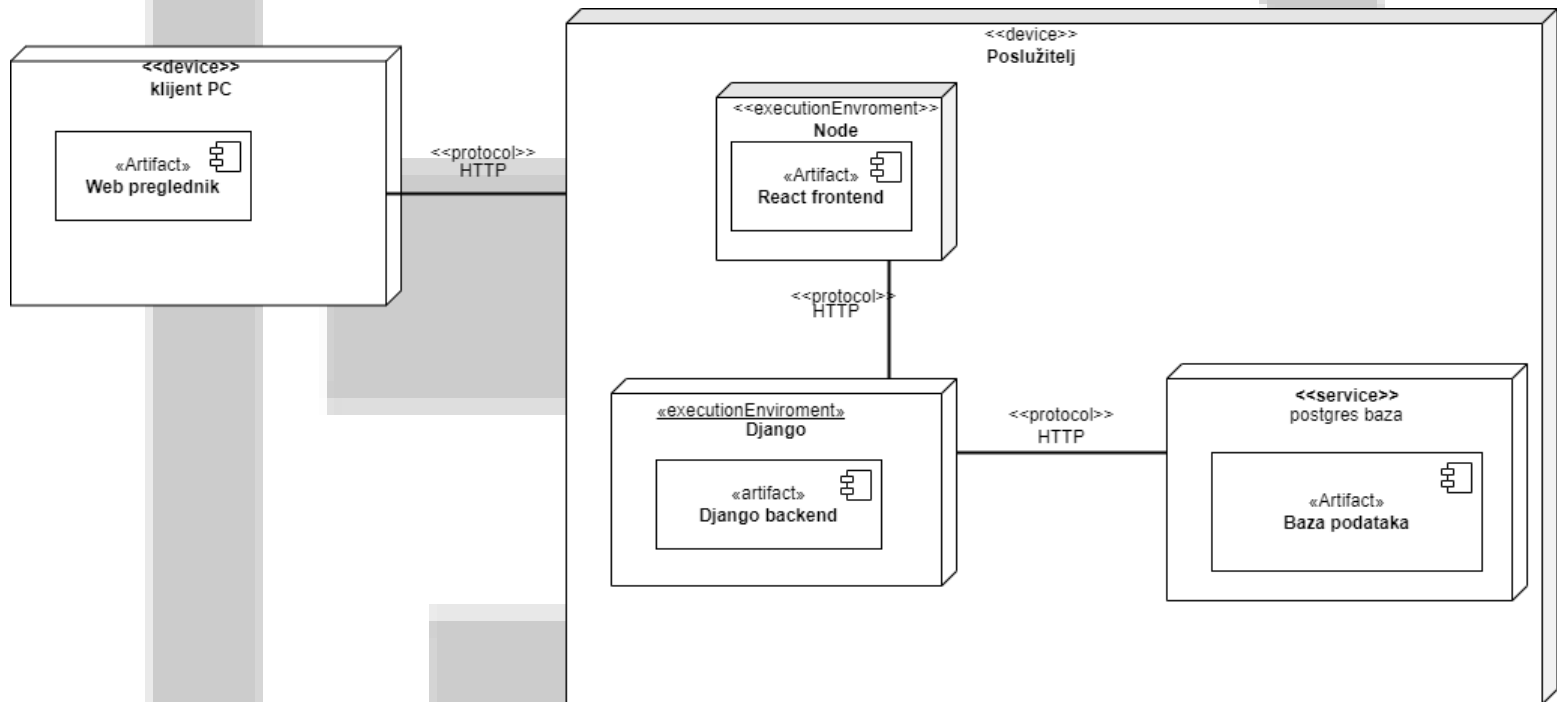 <<device>>
klijent PC
«Artifact»
Web preglednik
<<protocol>>
HTTP
<<device>>
Poslužitelj
<<executionEnvroment>>
Node
«Artifact»
React frontend
<<protocol>>
HTTP
«executionEnviroment»
Django
«artifact»
Django backend
<<protocol>>
HTTP
<<service>>
postgres baza
«Artifact»
Baza podataka